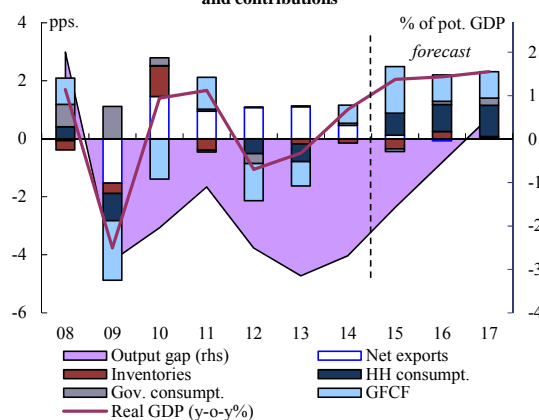 and contributions
pps.
% of pot. GDP
forecast
4
2
0
-2
-4
-6
2
1
0
-1
-2
-3
-4
08 09 10 11 12 13 14 15 16 17
Output gap (rhs)
Net exports
Inventories
HH consumpt.
Gov. consumpt.
GFCF
Real GDP (y-o-y%)